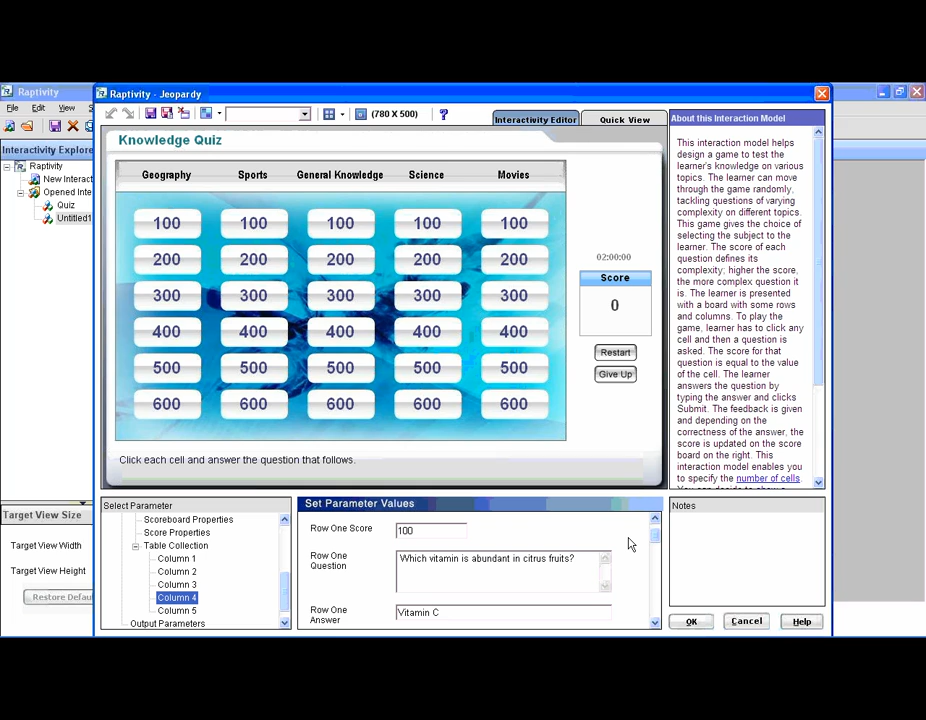 Raptivity
Raptivity - Jeopardy
File Edit View
(780 X 500)
?
Interactivity Editor
Quick View
About this Interaction Model
Interactivity Explore
Raptivity
New Interact
Opened Inte
Quiz
Untitled1
Knowledge Quiz
Geography Sports General Knowledge Science Movies
100 100 100 100 100
200 200 200 200 200
300 300 300 300 300
400 400 400 400 400
500 500 500 500 500
600 600 600 600 600
02:00:00
Score
0
Restart
Give Up
Click each cell and answer the question that follows.
This interaction model helps
design a game to test the
learner's knowledge on various
topics. The learner can move
through the game randomly,
tackling questions of varying
complexity on different topics.
This game gives the choice of
selecting the subject to the
learner. The score of each
question defines its
complexity; higher the score,
the more complex question it
is. The learner is presented
with a board with some rows
and columns. To play the
game, learner has to click any
cell and then a question is
asked. The score for that
question is equal to the value
of the cell. The learner
answers the question by
typing the answer and clicks
Submit. The feedback is given
and depending on the
correctness of the answer, the
score is updated on the score
board on the right. This
interaction model enables you
to specify the number of cells.
Target View Size
Target View Width
Target View Height
Restore Defau
Select Parameter
Scoreboard Properties
Score Properties
Table Collection
Column 1
Column 2
Column 3
Column 4
Column 5
Output Parameters
Set Parameter Values
Row One Score
100
Row One
Question
Which vitamin is abundant in citrus fruits?
Row One
Answer
Vitamin C
Notes
OK
Cancel
Help